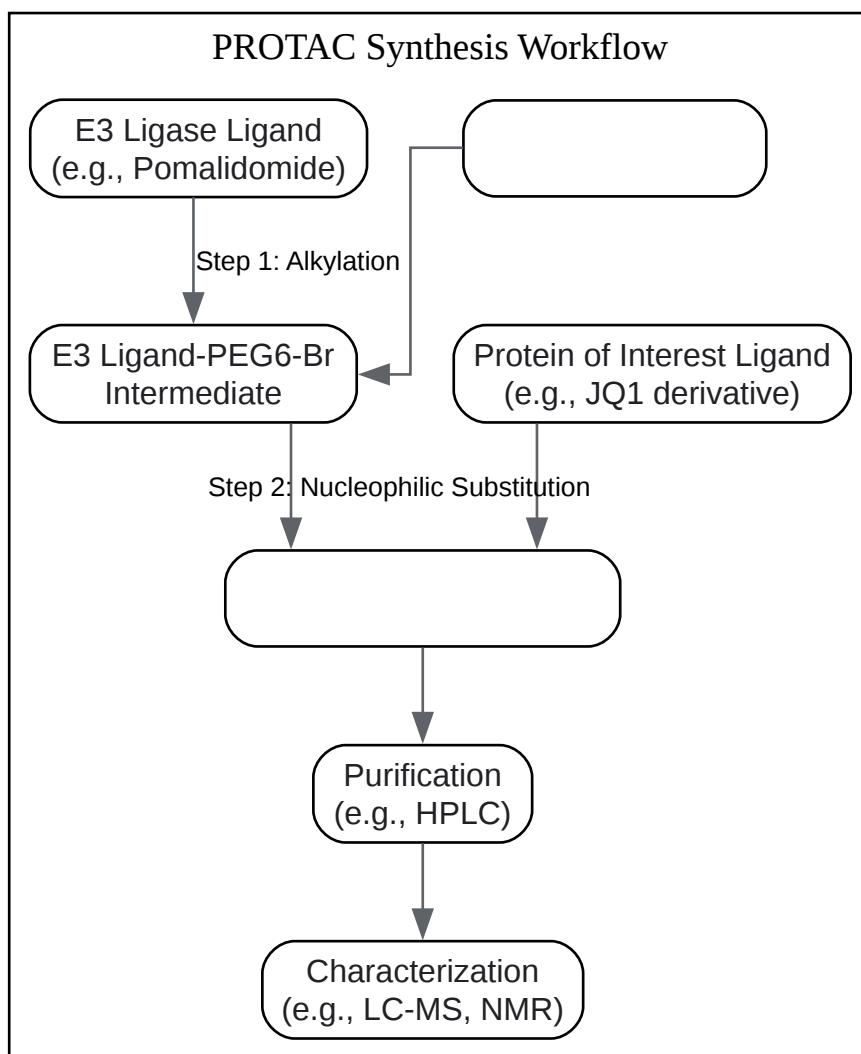 PROTAC Synthesis Workflow
E3 Ligase Ligand
(e.g., Pomalidomide)
Step 1: Alkylation
E3 Ligand-PEG6-Br
Intermediate
Protein of Interest Ligand
(e.g., JQ1 derivative)
Step 2: Nucleophilic Substitution
Purification
(e.g., HPLC)
Characterization
(e.g., LC-MS, NMR)